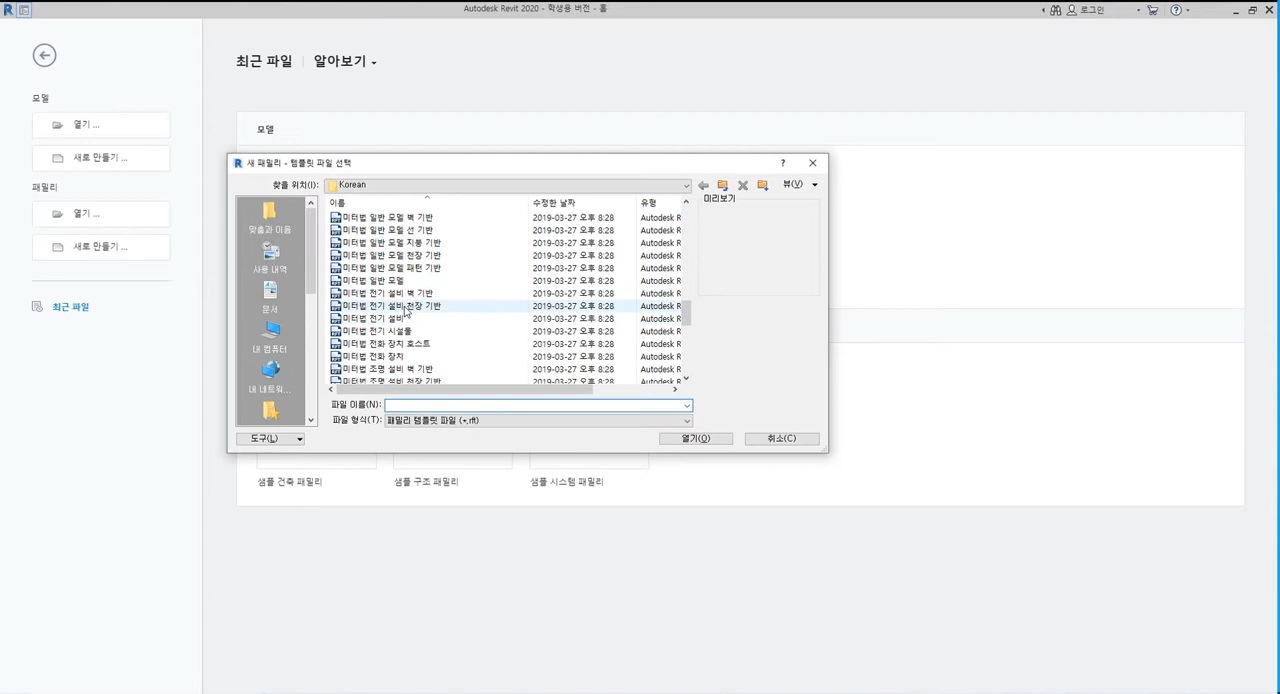 Autodesk Revit 2020 - 학생용 버전 - 홈
로그인
최근 파일
알아보기
모델
열기 ...
새로 만들기 ...
패밀리
열기 ...
새로 만들기 ...
최근 파일
모델
새 패밀리 - 템플릿 파일 선택
찾을 위치(I):
Korean
뷰(V)
이름
수정한 날짜
유형
미리보기
미터법 일반 모델 벽 기반 2019-03-27 오후 8:28 Autodesk R
미터법 일반 모델 선 기반 2019-03-27 오후 8:28 Autodesk R
미터법 일반 모델 지붕 기반 2019-03-27 오후 8:28 Autodesk R
미터법 일반 모델 천장 기반 2019-03-27 오후 8:28 Autodesk R
미터법 일반 모델 패턴 기반 2019-03-27 오후 8:28 Autodesk R
미터법 일반 모델 2019-03-27 오후 8:28 Autodesk R
미터법 전기 설비 벽 기반 2019-03-27 오후 8:28 Autodesk R
미터법 전기 설비 천장 기반 2019-03-27 오후 8:28 Autodesk R
미터법 전기 설비 2019-03-27 오후 8:28 Autodesk R
미터법 전기 시설물 2019-03-27 오후 8:28 Autodesk R
미터법 전화 장치 호스트 2019-03-27 오후 8:28 Autodesk R
미터법 전화 장치 2019-03-27 오후 8:28 Autodesk R
미터법 조명 설비 벽 기반 2019-03-27 오후 8:28 Autodesk R
미터법 조명 설비 천장 기반 2019-03-27 오후 8:28 Autodesk R
맞춤과 이음
사용 내역
문서
내 컴퓨터
내 네트워...
파일 이름(N):
파일 형식(T): 패밀리 템플릿 파일 (*.rft)
도구(L)
열기(O)
취소(C)
샘플 건축 패밀리
샘플 구조 패밀리
샘플 시스템 패밀리